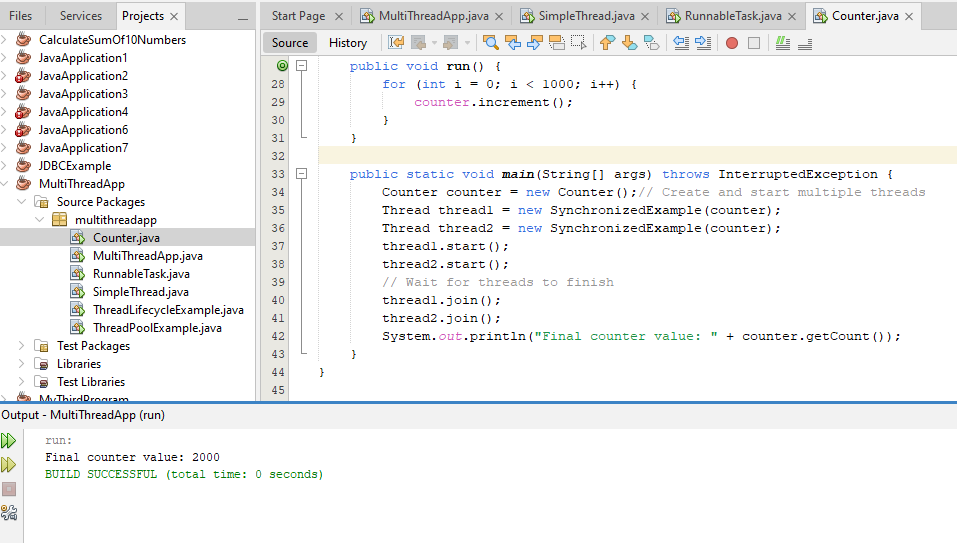 Files Services Projects
CalculateSumOf10Numbers
JavaApplication1
JavaApplication2
JavaApplication3
JavaApplication4
JavaApplication6
JavaApplication7
JDBCExample
MultiThreadApp
Source Packages
multithreadapp
Counter.java
MultiThreadApp.java
RunnableTask.java
SimpleThread.java
ThreadLifecycleExample.java
ThreadPoolExample.java
Test Packages
Libraries
Test Libraries
MyThirdProgram
Start Page MultiThreadApp.java SimpleThread.java RunnableTask.java Counter.java
Source History
public void run() {
28 for (int i = 0; i < 1000; i++) {
29 counter.increment();
30 }
31 }
32
33 public static void main(String[] args) throws InterruptedException {
34 Counter counter = new Counter();// Create and start multiple threads
35 Thread thread1 = new SynchronizedExample(counter);
36 Thread thread2 = new SynchronizedExample(counter);
37 thread1.start();
38 thread2.start();
39 // Wait for threads to finish
40 thread1.join();
41 thread2.join();
42 System.out.println("Final counter value: " + counter.getCount());
43 }
44 }
45
Output - MultiThreadApp (run)
run:
Final counter value: 2000
BUILD SUCCESSFUL (total time: 0 seconds)